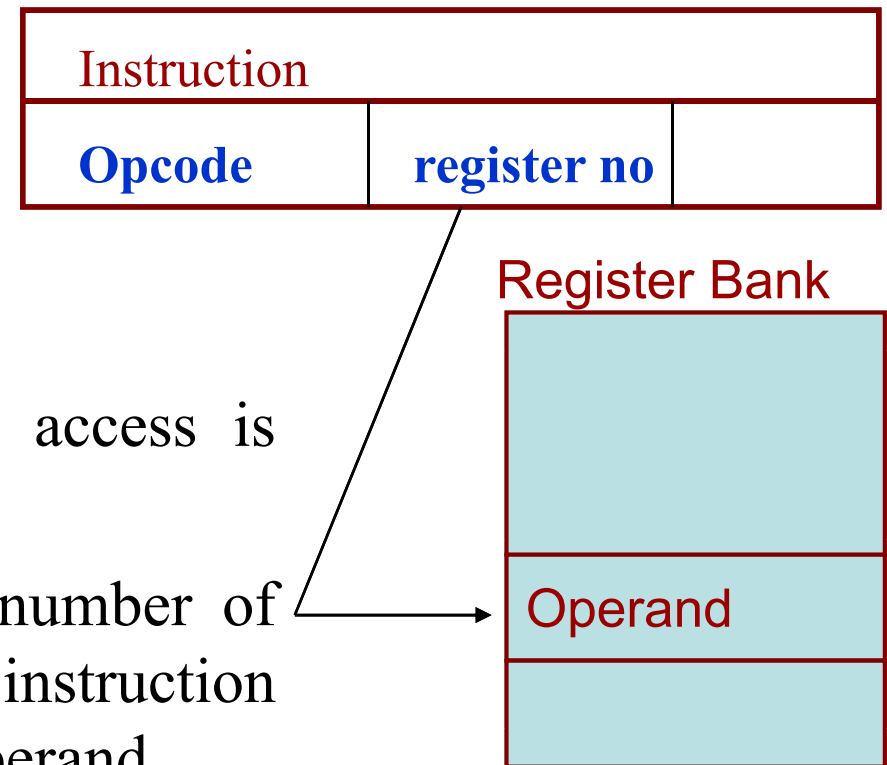 Instruction
Opcode register no
Register Bank
access is
number of
Operand
instruction